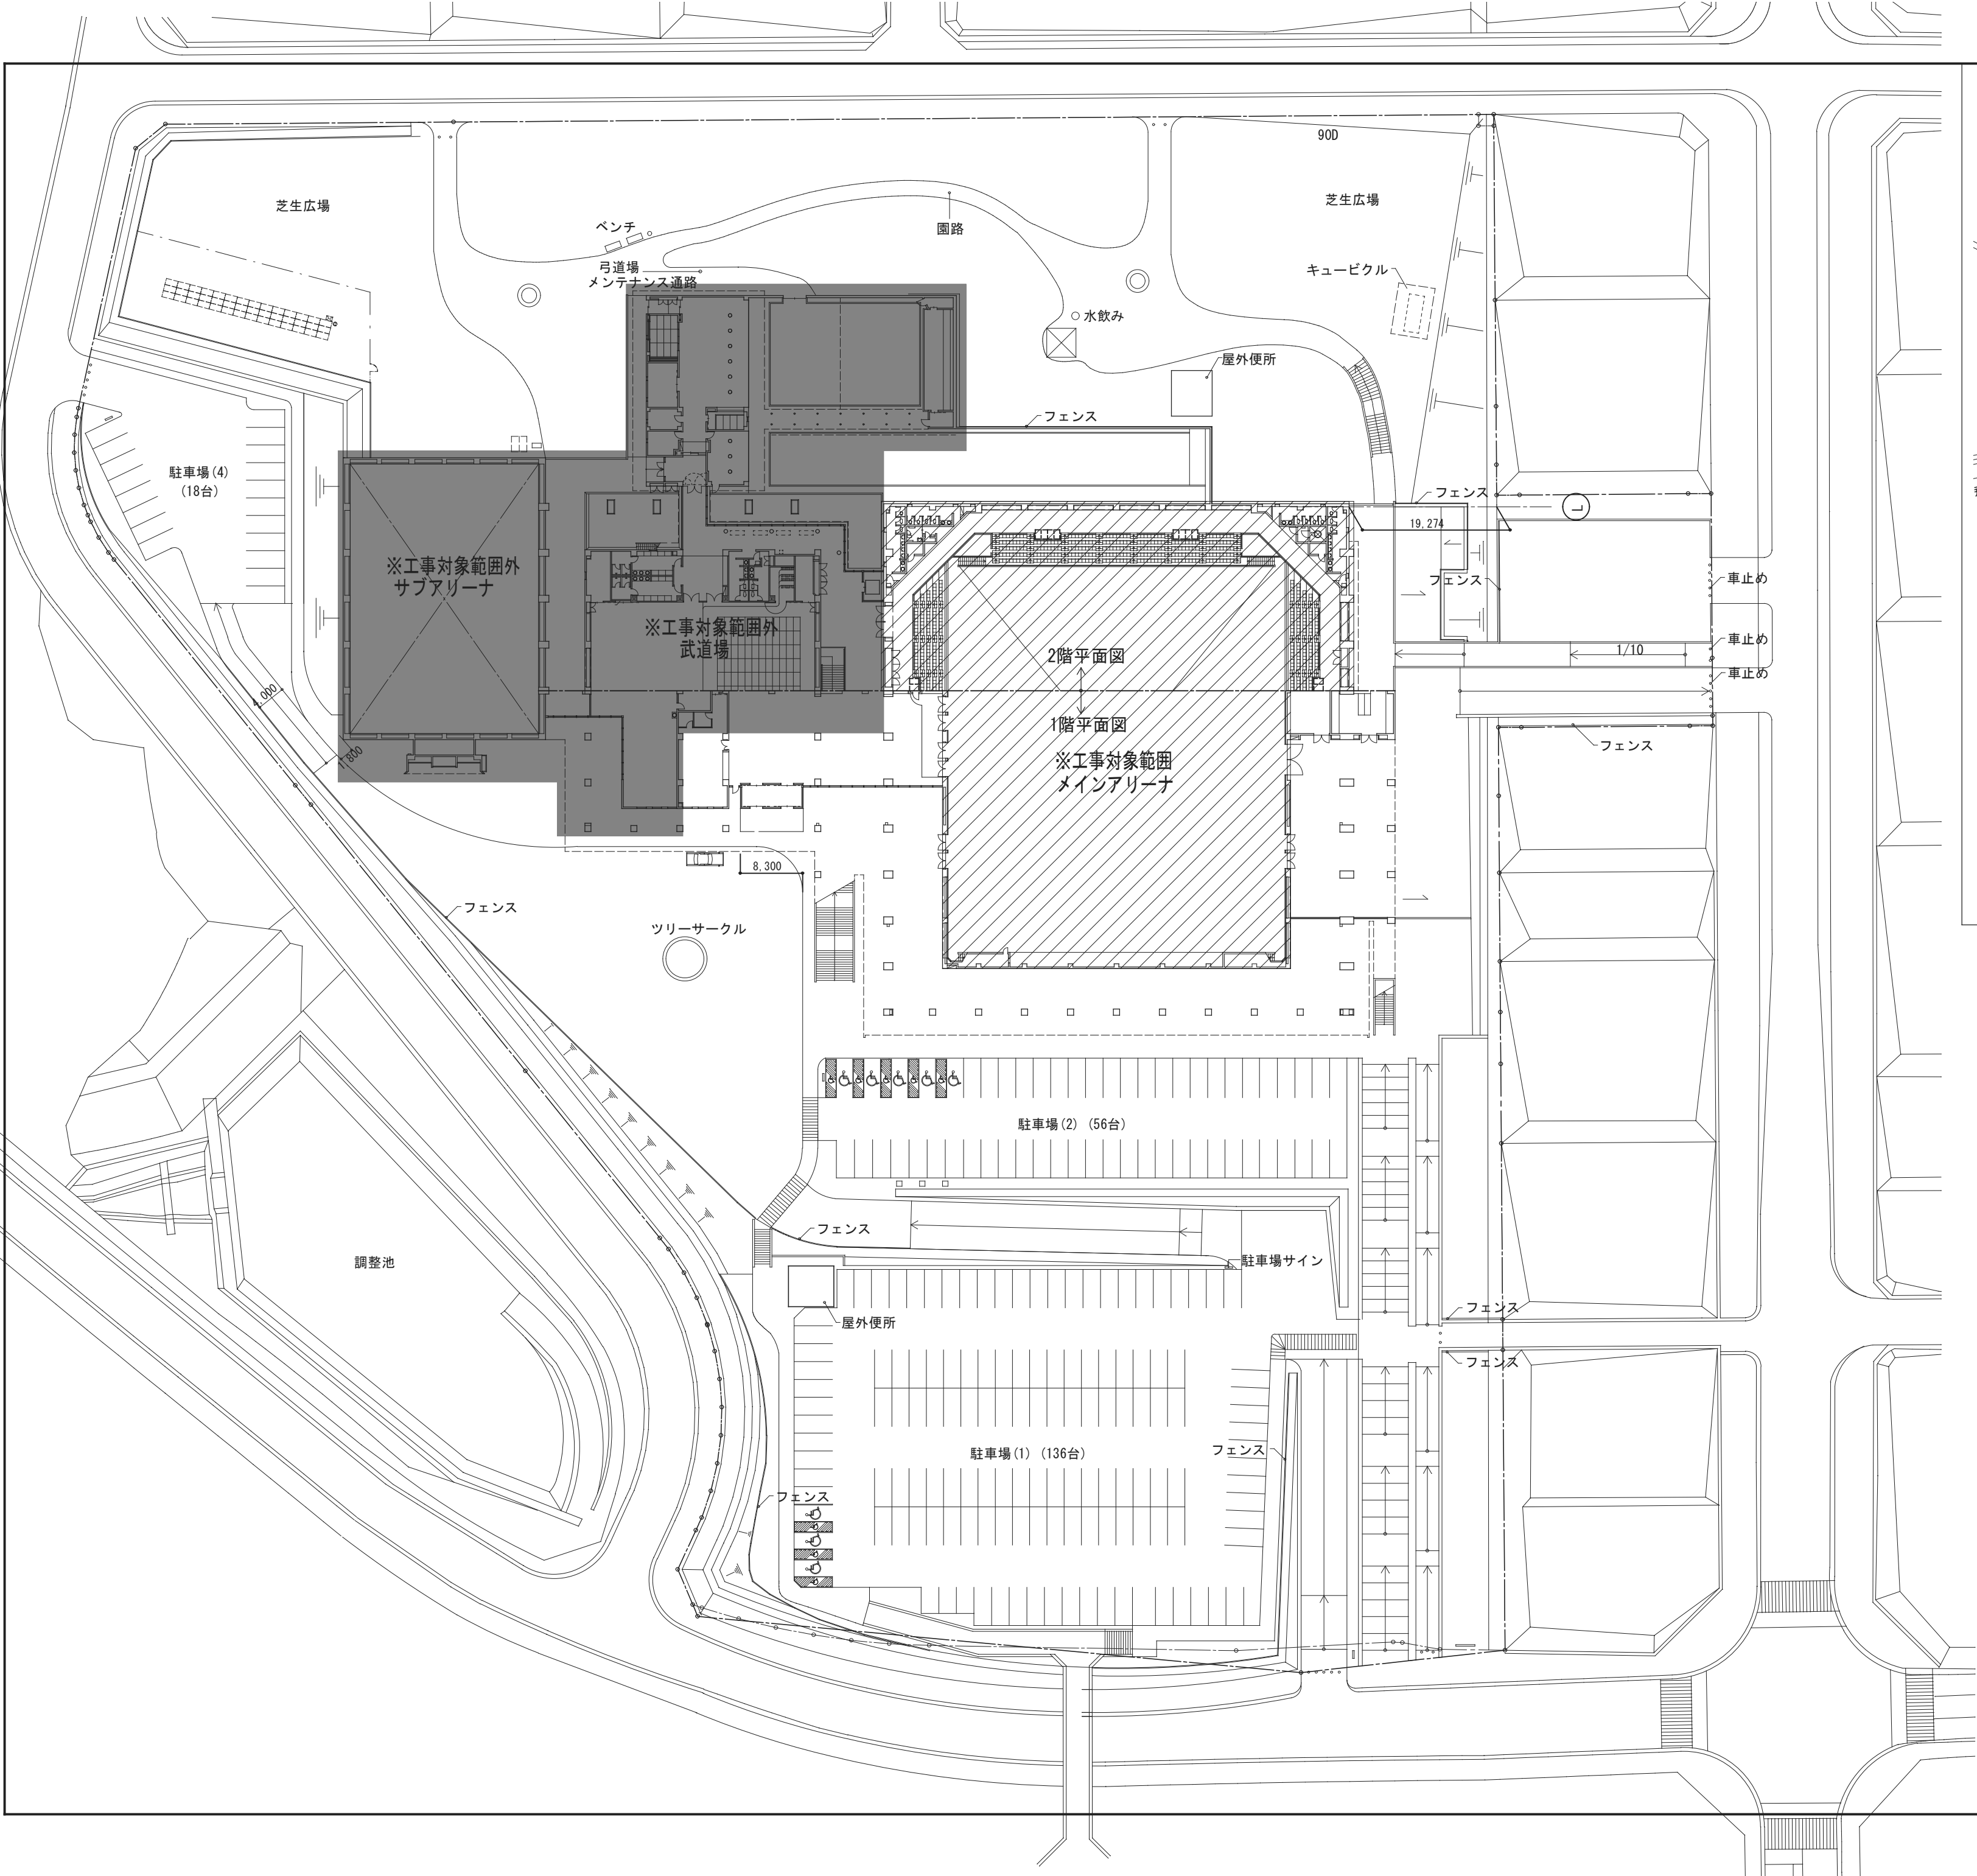 90D
芝生広場
芝生広場
ベンチ
園路
弓道場
メンテナンス通路
キュービクル
水飲み
屋外便所
フェンス
駐車場(4)
(18台)
フェンス
19,274
※工事対象範囲外
サブアリーナ
フェンス
車止め
※工事対象範囲外
武道場
車止め
1/10
2階平面図
車止め
4,000
1階平面図
フェンス
1,800
※工事対象範囲
メインアリーナ
8,300
フェンス
ツリーサークル
駐車場(2) (56台)
フェンス
調整池
駐車場サイン
フェンス
屋外便所
フェンス
駐車場(1) (136台)
フェンス
フェンス